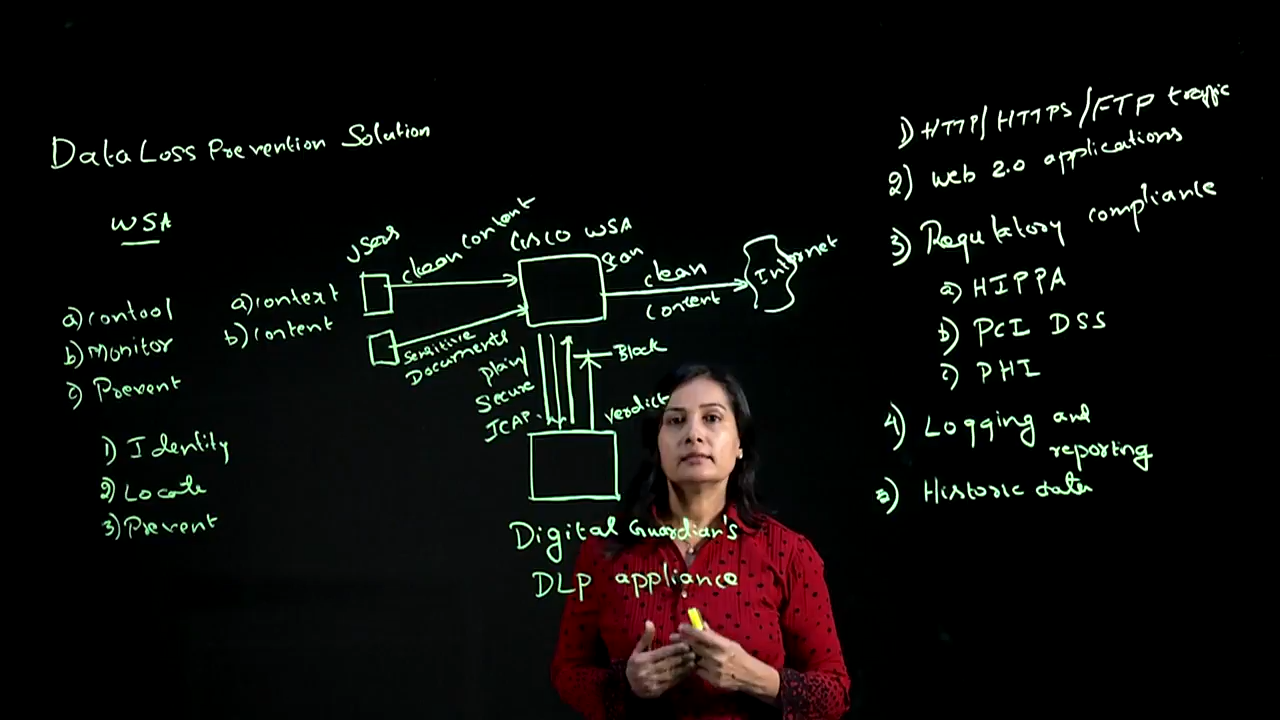 Data Loss Prevention Solution
WSA
a) Contool
b) Monitor
c) Prevent
a) context
b) content
1) Identity
2) Locate
3) Prevent
Users
clean content
Sensitive
Documents
CISCO WSA
San
clean
content
Internet
plain
Secure
ICAP
Block
Verdict
Digital Guardian's
DLP appliance
1) HTTP/HTTPS/FTP traffic
2) Web 2.0 applications
3) Regulatory compliance
a) HIPPA
b) PCI DSS
c) PHI
4) Logging and
reporting
5) Historic data